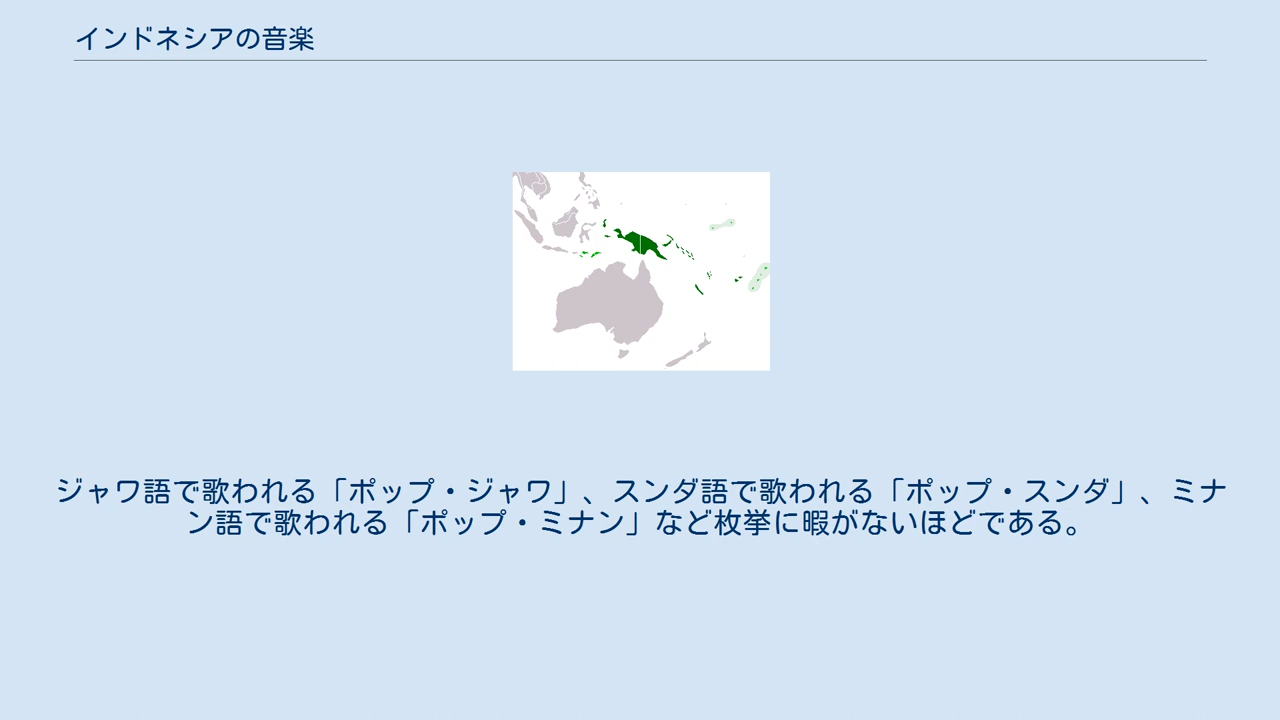 インドネシアの音楽
ジャワ語で歌われる「ポップ・ジャワ」、スンダ語で歌われる「ポップ・スンダ」、ミナ
ン語で歌われる「ポップ・ミナン」など枚挙に暇がないほどである。